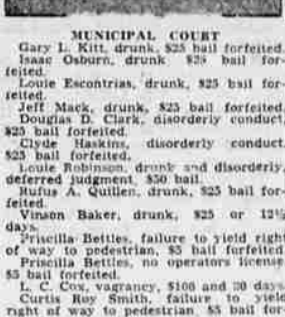 MUNICIPAL COURT
Gary L. Kitt, drunk, $25 bail forfeited.
Isaac Osburn, drunk $25 bail for-
feited.
Louie Escontrias, drunk, $25 bail for-
feited.
Jeff Mack, drunk, $25 bail forfeited.
Douglas D. Clark, disorderly conduct,
$25 bail forfeited.
Clyde Haskins, disorderly conduct,
$25 bail forfeited.
Louie Robinson, drunk and disorderly,
deferred judgment, $50 bail.
Rufus A. Quillen, drunk, $25 bail for-
feited.
Vinson Baker, drunk, $25 or 12½
days.
Priscilla Bettles, failure to yield right
of way to pedestrian, $5 bail forfeited
Priscilla Bettles, no operators license
$5 bail forfeited.
L. C. Cox, vagrancy, $100 and 30 days
Curtis Roy Smith, failure to yield
right of way to pedestrian $5 bail for-